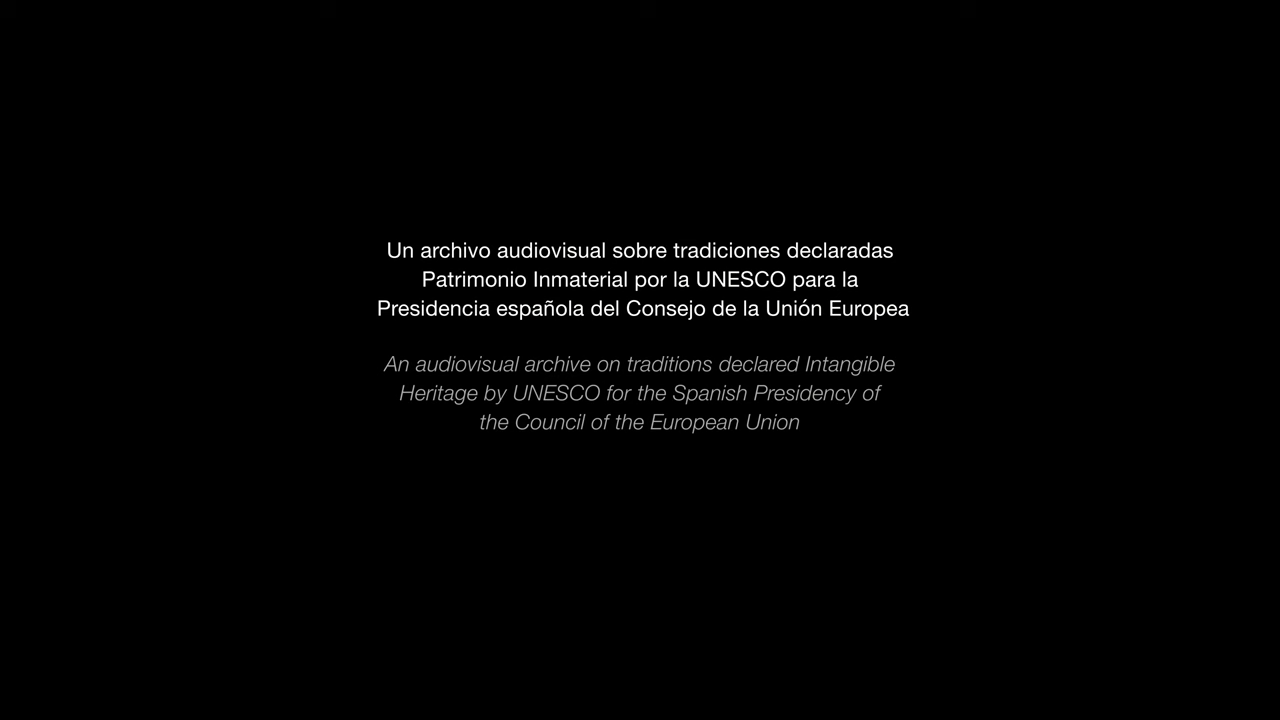 Un archivo audiovisual sobre tradiciones declaradas
Patrimonio Inmaterial por la UNESCO para la
Presidencia española del Consejo de la Unión Europea
An audiovisual archive on traditions declared Intangible
Heritage by UNESCO for the Spanish Presidency of
the Council of the European Union